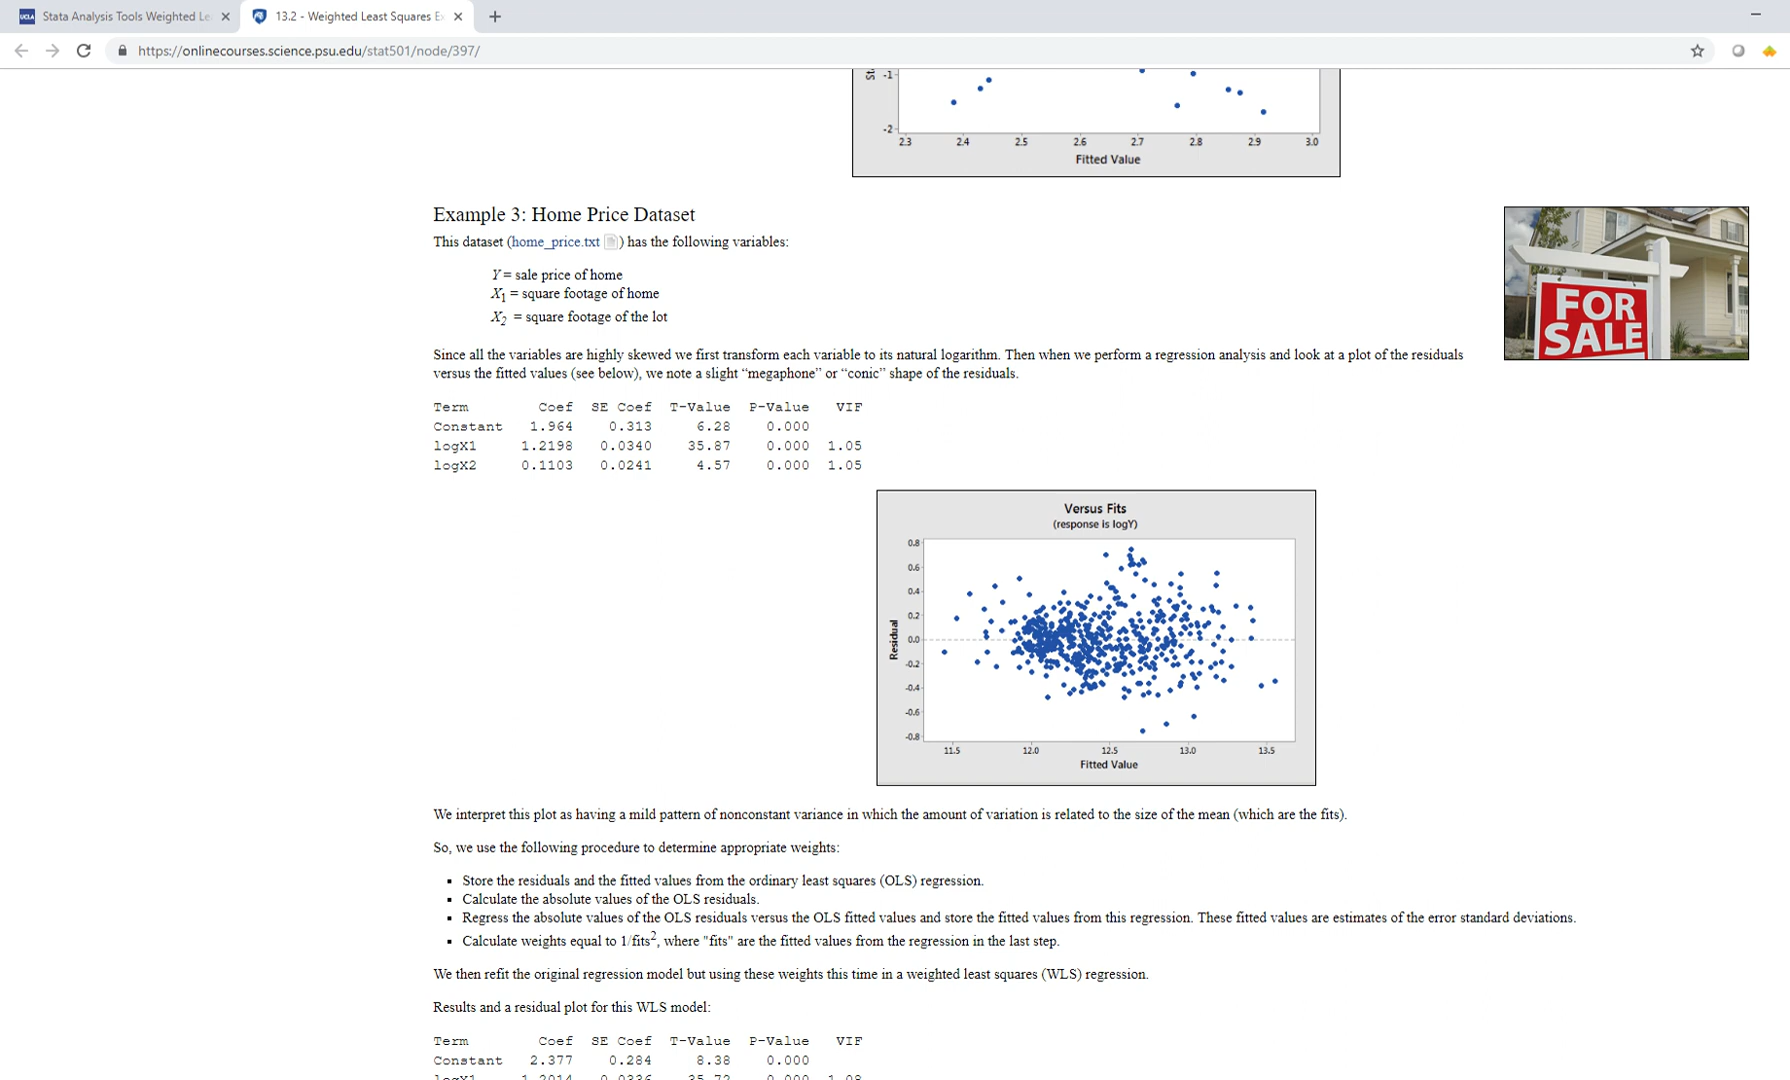 Stata Analysis Tools Weighted Le
13.2 - Weighted Least Squares E
https://onlinecourses.science.psu.edu/stat501/node/397/
-1
-2
2.3 2.4 2.5 2.6 2.7 2.8 2.9 3.0
Fitted Value
Example 3: Home Price Dataset
This dataset (home_price.txt ) has the following variables:
Y = sale price of home
X1 = square footage of home
X2 = square footage of the lot
FOR
SALE
Since all the variables are highly skewed we first transform each variable to its natural logarithm. Then when we perform a regression analysis and look at a plot of the residuals
versus the fitted values (see below), we note a slight “megaphone” or “conic” shape of the residuals.
Term Coef SE Coef T-Value P-Value VIF
Constant 1.964 0.313 6.28 0.000
logX1 1.2198 0.0340 35.87 0.000 1.05
logX2 0.1103 0.0241 4.57 0.000 1.05
Versus Fits
(response is logY)
0.8
0.6
0.4
0.2
0.0
-0.2
-0.4
-0.6
-0.8
Residual
11.5 12.0 12.5 13.0 13.5
Fitted Value
We interpret this plot as having a mild pattern of nonconstant variance in which the amount of variation is related to the size of the mean (which are the fits).
So, we use the following procedure to determine appropriate weights:
▪ Store the residuals and the fitted values from the ordinary least squares (OLS) regression.
▪ Calculate the absolute values of the OLS residuals.
▪ Regress the absolute values of the OLS residuals versus the OLS fitted values and store the fitted values from this regression. These fitted values are estimates of the error standard deviations.
▪ Calculate weights equal to 1/fits², where "fits" are the fitted values from the regression in the last step.
We then refit the original regression model but using these weights this time in a weighted least squares (WLS) regression.
Results and a residual plot for this WLS model:
Term Coef SE Coef T-Value P-Value VIF
Constant 2.377 0.284 8.38 0.000
logX1 1.2014 0.0336 35.72 0.000 1.08